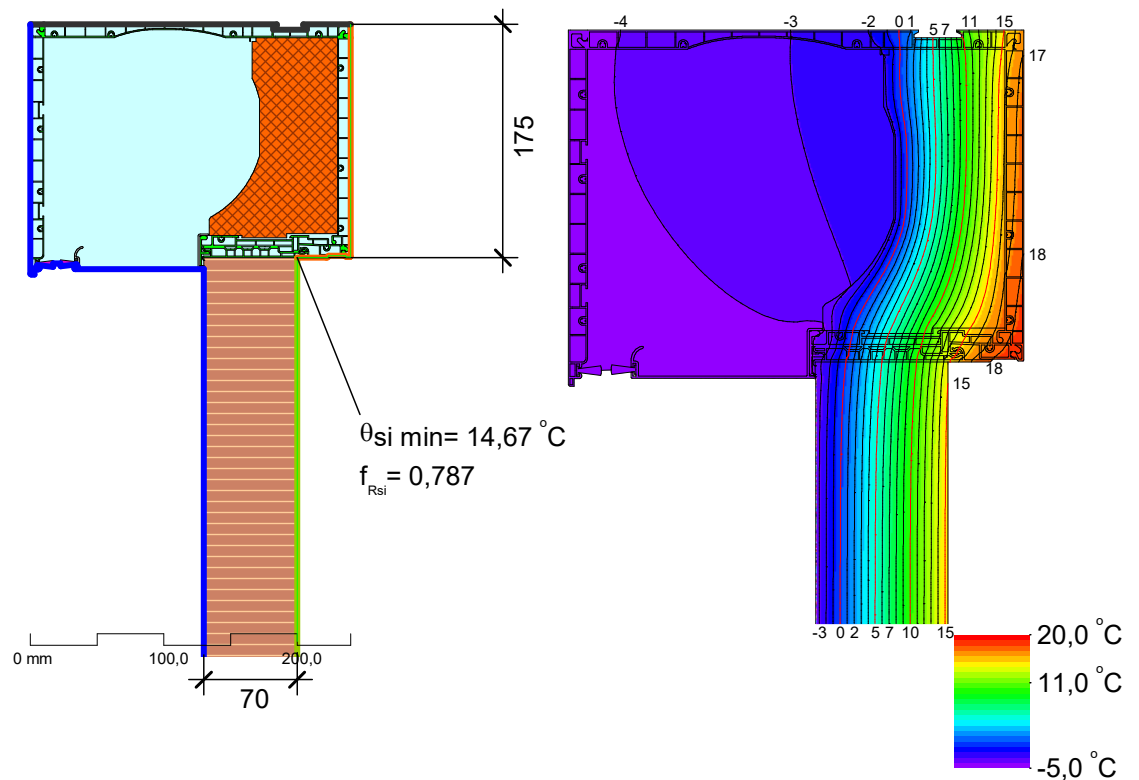 175
θsi min= 14,67 °C
fRsi= 0,787
0 mm 100,0 200,0
70
-4 -3 -2 0 1 5 7 11 15
17
18
18
15
-3 0 2 5 7 10 15
20,0 °C
11,0 °C
-5,0 °C